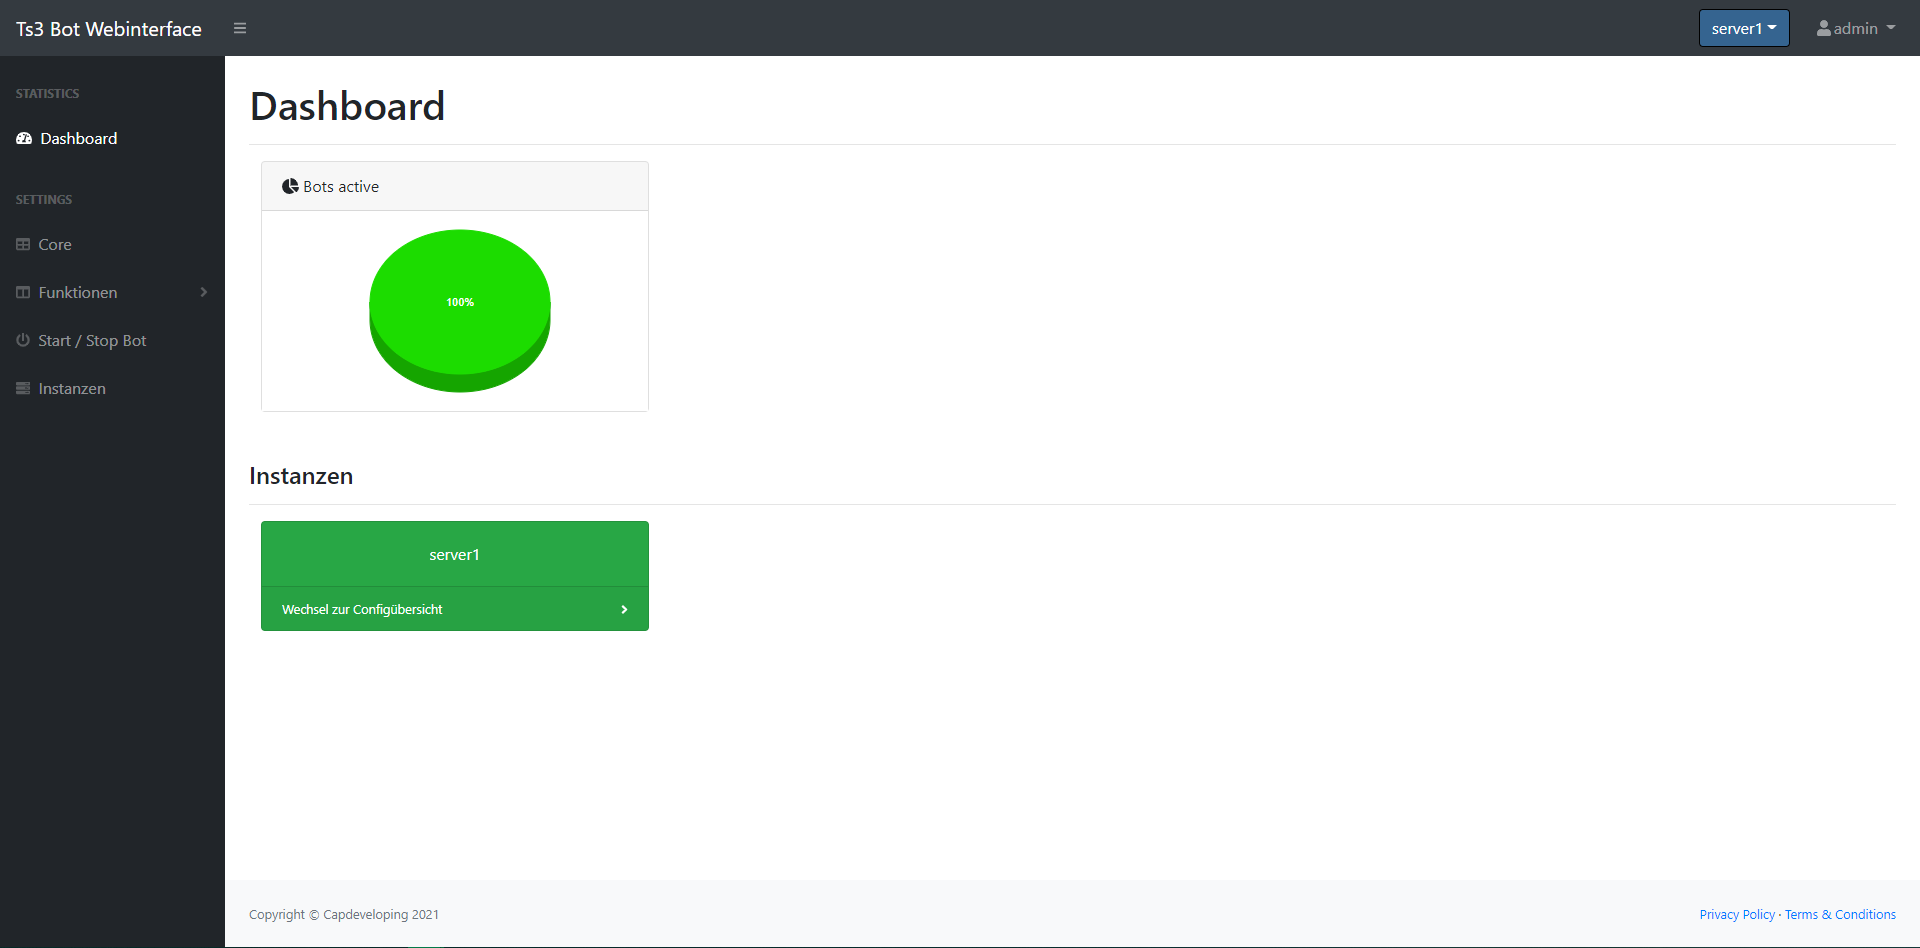 Ts3 Bot Webinterface
server1
admin
STATISTICS
Dashboard
SETTINGS
Core
Funktionen
Start / Stop Bot
Instanzen
Dashboard
Bots active
100%
Instanzen
server1
Wechsel zur Configübersicht
Copyright © Capdeveloping 2021
Privacy Policy · Terms & Conditions